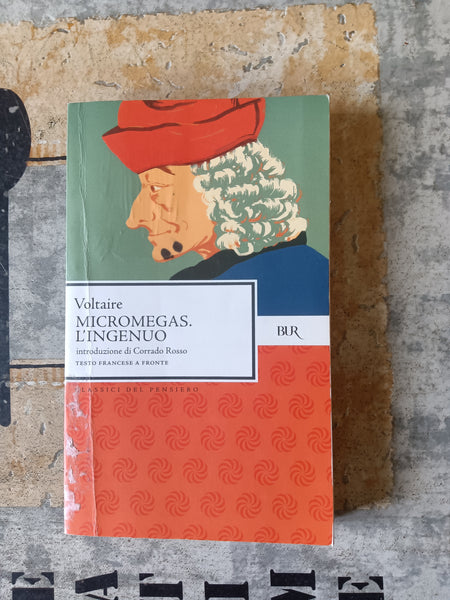 Voltaire
MICROMEGAS.
L'INGENUO
introduzione di Corrado Rosso
TESTO FRANCESE A FRONTE
BUR
CLASSICI DEL PENSIERO